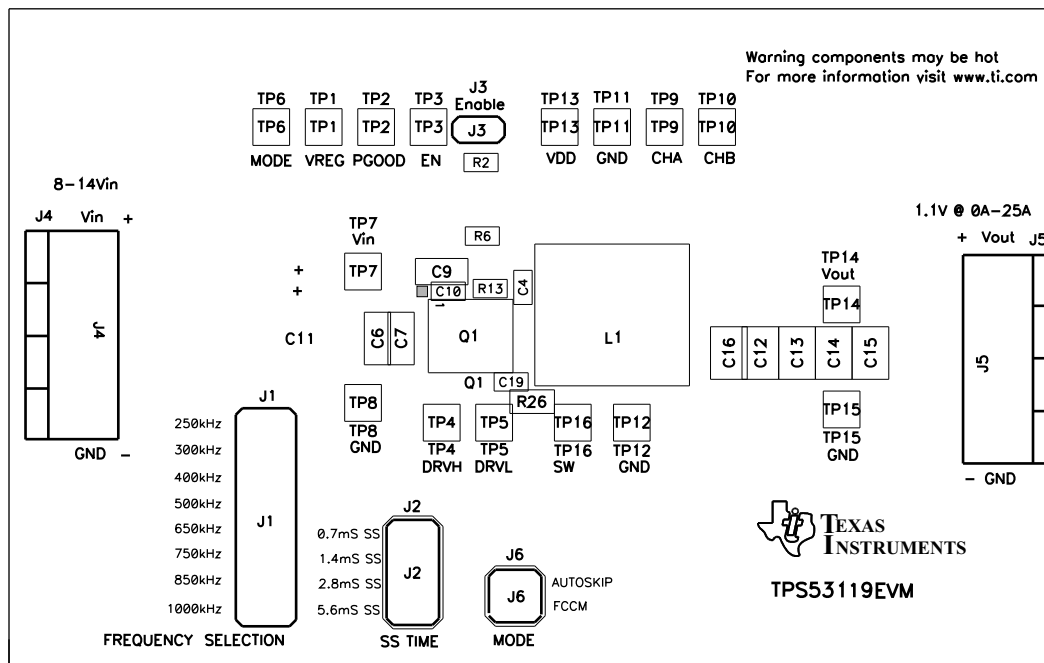 Warning components may be hot
For more information visit www.ti.com
J3
TP6 TP1 TP2 TP3 Enable TP13 TP11 TP9 TP10
TP6 TP1 TP2 TP3 J3 TP13 TP11 TP9 TP10
MODE VREG PGOOD EN R2 VDD GND CHA CHB
8-14Vin
J4 Vin +
1.1V @ 0A-25A
+ Vout J5
TP7
Vin
TP7
+
+
C9
C10
1
R6
R13
C4
TP14
Vout
TP14
J4
C11
C6 C7
Q1
L1
C16 C12 C13 C14 C15
J5
Q1 C19
R26
TP8
TP8
GND
TP4 TP5 TP16 TP12
TP4 TP5 TP16 TP12
DRVH DRVL SW GND
TP15
TP15
GND
GND -
- GND
J1
250kHz
300kHz
400kHz
500kHz
650kHz
750kHz
850kHz
1000kHz
J1
FREQUENCY SELECTION
J2
0.7mS SS
1.4mS SS
2.8mS SS
5.6mS SS
J2
SS TIME
J6
J6
AUTOSKIP
FCCM
MODE
TEXAS
INSTRUMENTS
TPS53119EVM